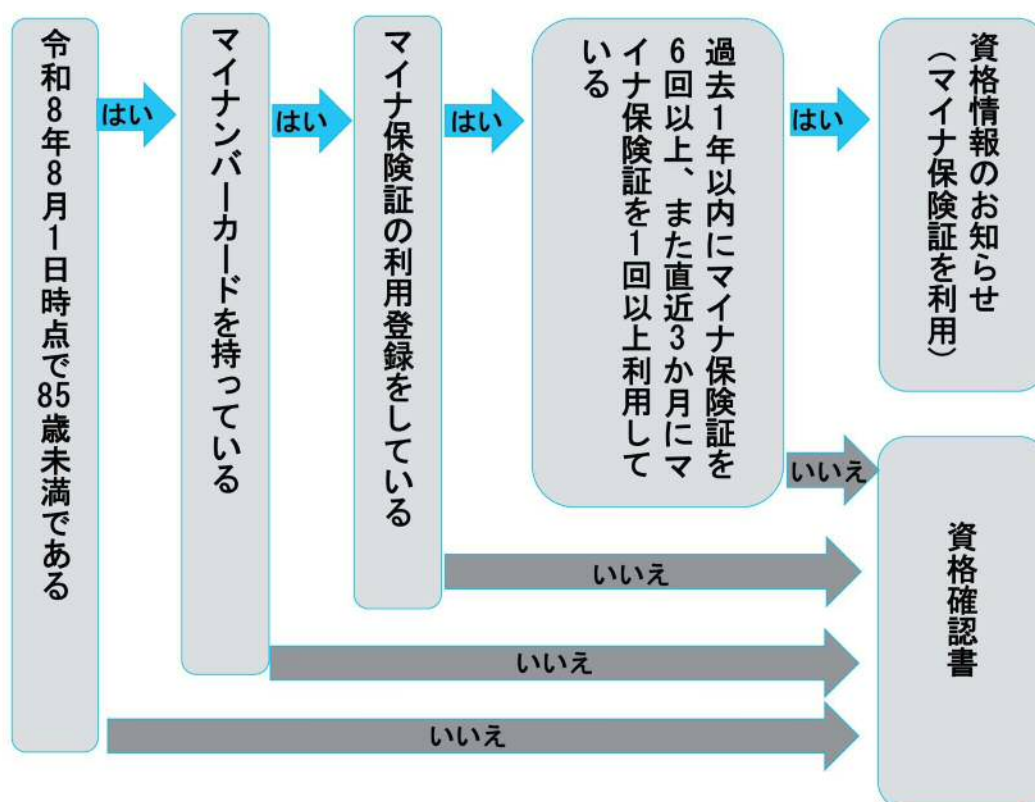 令和8年8月1日時点で85歳未満である
はい
マイナンバーカードを持っている
はい
マイナ保険証の利用登録をしている
はい
過去1年以内にマイナ保険証を
6回以上、また直近3か月にマ
イナ保険証を1回以上利用して
いる
はい
資格情報のお知らせ
（マイナ保険証を利用）
いいえ
いいえ
いいえ
いいえ
資格確認書